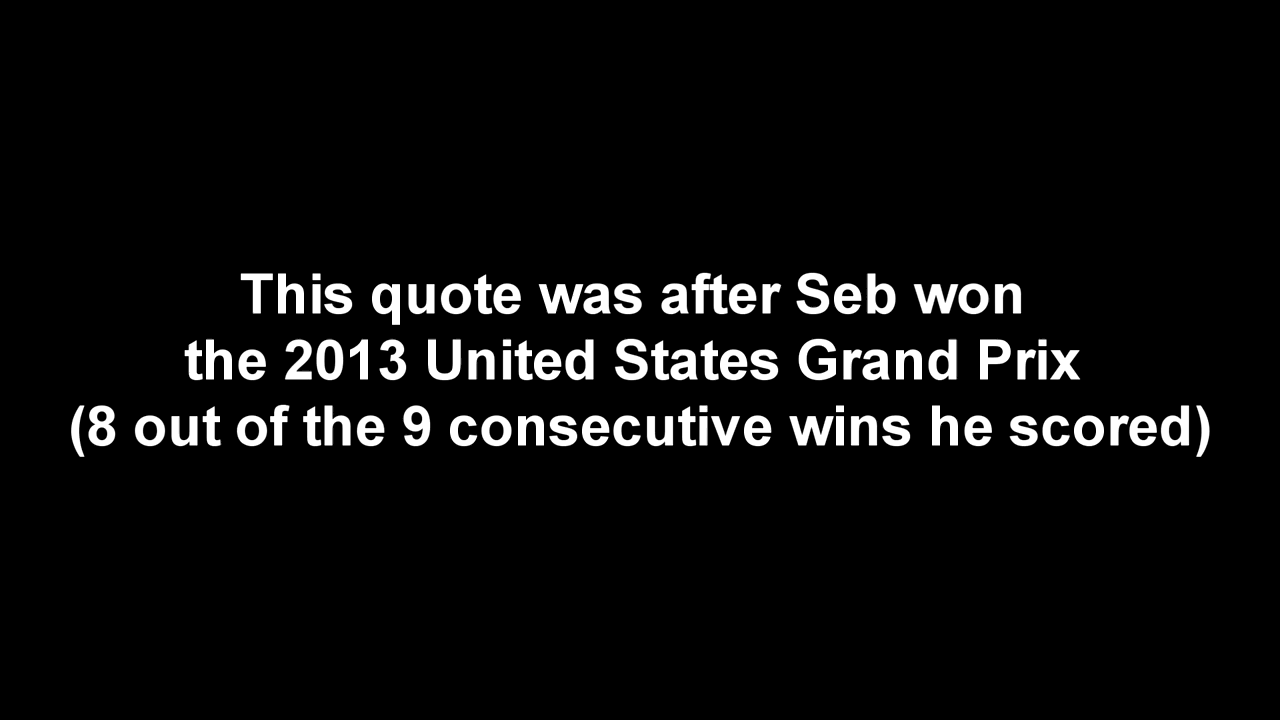 This quote was after Seb won
the 2013 United States Grand Prix
(8 out of the 9 consecutive wins he scored)